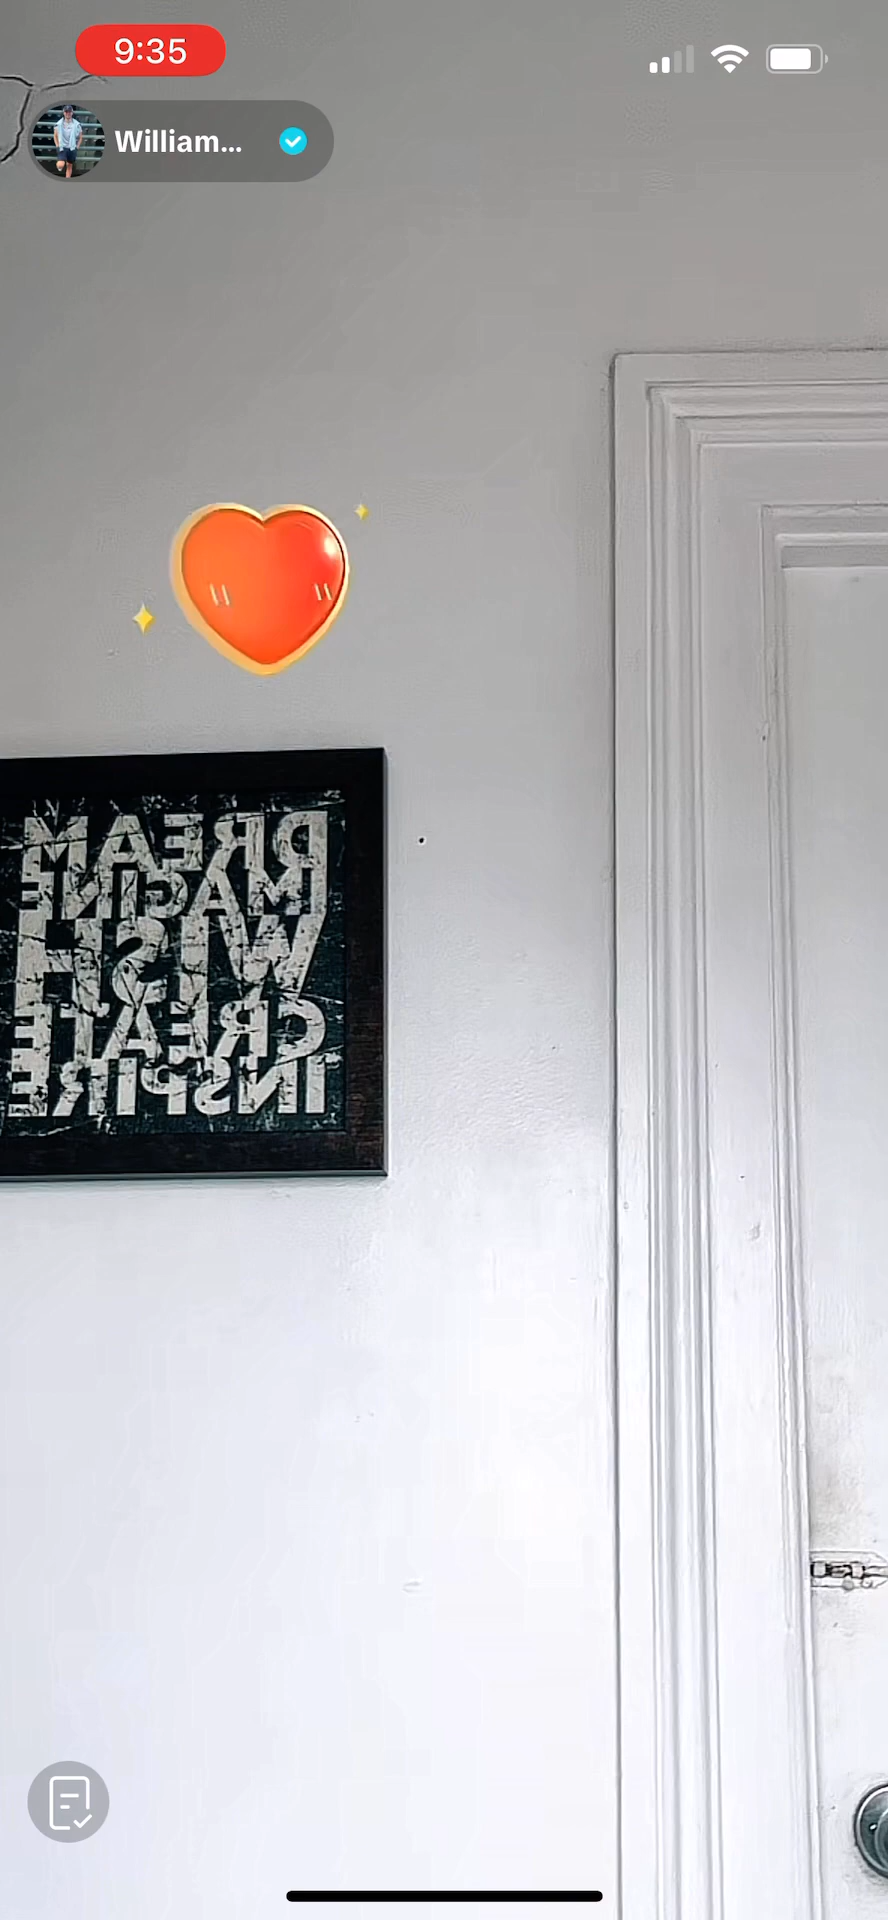 9:35
William...
DREAM
IMAGINE
WISH
CREATE
INSPIRE